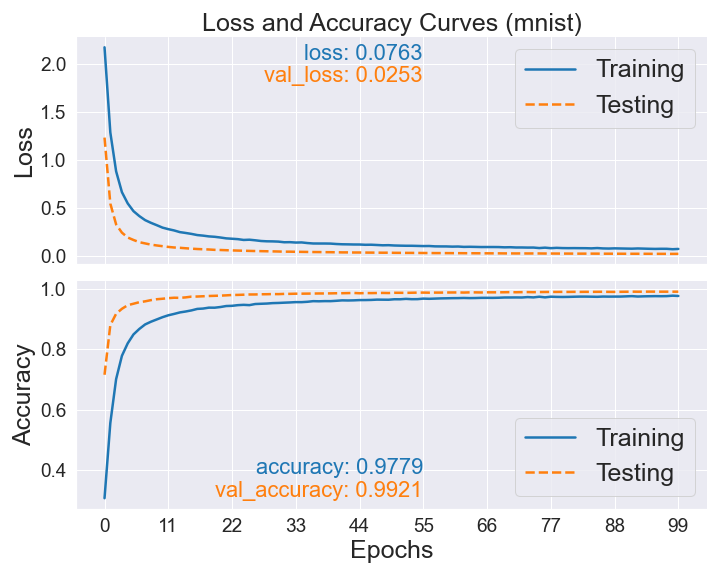 Loss and Accuracy Curves (mnist)
loss: 0.0763
val_loss: 0.0253
Training
Testing
Loss
2.0
1.5
1.0
0.5
0.0
1.0
0.8
0.6
0.4
Accuracy
accuracy: 0.9779
val_accuracy: 0.9921
Training
Testing
0 11 22 33 44 55 66 77 88 99
Epochs